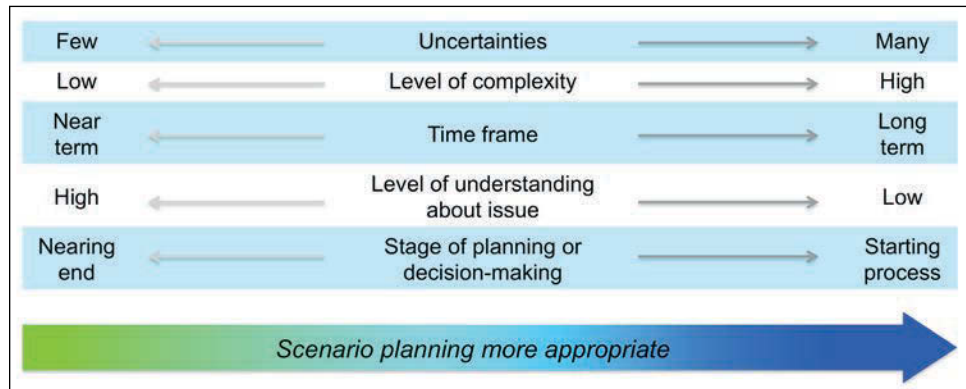 Few Uncertainties Many
Low Level of complexity High
Near term Time frame Long term
High Level of understanding about issue Low
Nearing end Stage of planning or decision-making Starting process
Scenario planning more appropriate